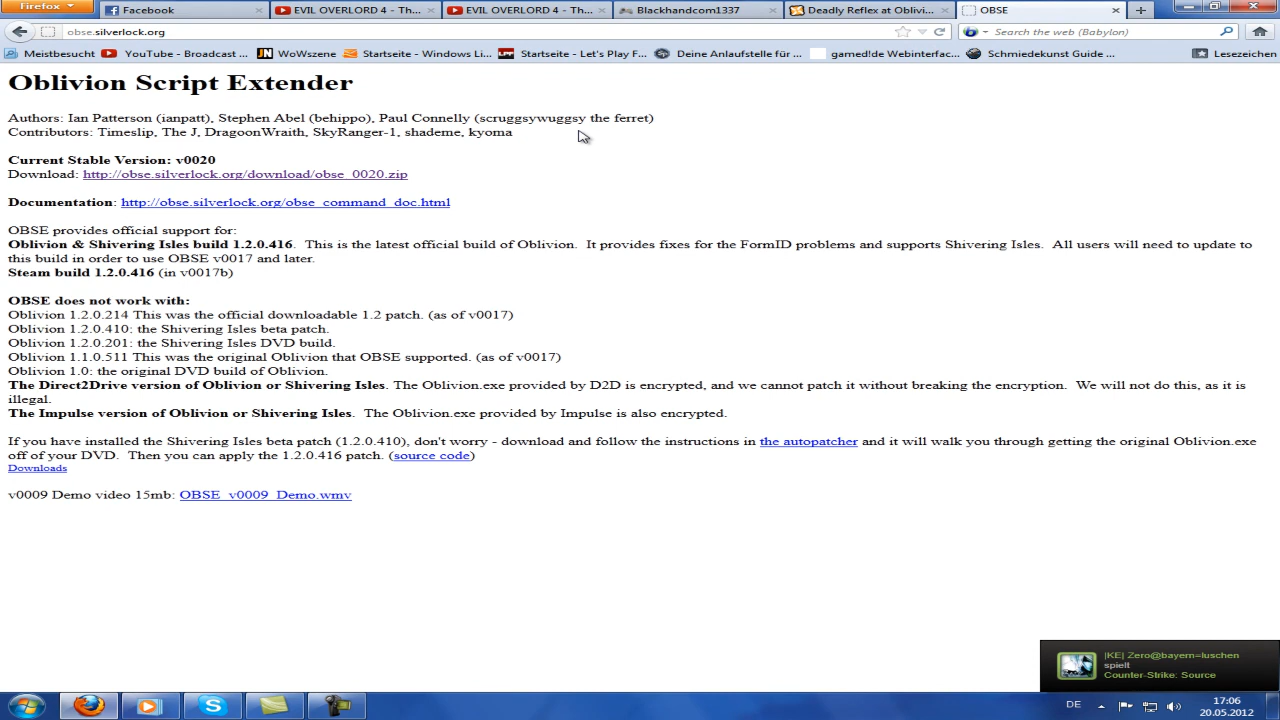 Firefox
Facebook
EVIL OVERLORD 4 - Th...
EVIL OVERLORD 4 - Th...
Blackhandcom1337
Deadly Reflex at Oblivi...
OBSE
obse.silverlock.org
Search the web (Babylon)
Meistbesucht
YouTube - Broadcast ...
WoWszene
Startseite - Windows Li...
Startseite - Let's Play F...
Deine Anlaufstelle für ...
gamed!de Webinterfac...
Schmiedekunst Guide ...
Lesezeichen
Oblivion Script Extender
Authors: Ian Patterson (ianpatt), Stephen Abel (behippo), Paul Connelly (scruggsywuggsy the ferret)
Contributors: Timeslip, The J, DragoonWraith, SkyRanger-1, shademe, kyoma
Current Stable Version: v0020
Download: http://obse.silverlock.org/download/obse_0020.zip
Documentation: http://obse.silverlock.org/obse_command_doc.html
OBSE provides official support for:
Oblivion & Shivering Isles build 1.2.0.416.  This is the latest official build of Oblivion.  It provides fixes for the FormID problems and supports Shivering Isles.  All users will need to update to
this build in order to use OBSE v0017 and later.
Steam build 1.2.0.416 (in v0017b)
OBSE does not work with:
Oblivion 1.2.0.214 This was the official downloadable 1.2 patch. (as of v0017)
Oblivion 1.2.0.410: the Shivering Isles beta patch.
Oblivion 1.2.0.201: the Shivering Isles DVD build.
Oblivion 1.1.0.511 This was the original Oblivion that OBSE supported. (as of v0017)
Oblivion 1.0: the original DVD build of Oblivion.
The Direct2Drive version of Oblivion or Shivering Isles. The Oblivion.exe provided by D2D is encrypted, and we cannot patch it without breaking the encryption.  We will not do this, as it is
illegal.
The Impulse version of Oblivion or Shivering Isles.  The Oblivion.exe provided by Impulse is also encrypted.
If you have installed the Shivering Isles beta patch (1.2.0.410), don't worry - download and follow the instructions in the autopatcher and it will walk you through getting the original Oblivion.exe
off of your DVD.  Then you can apply the 1.2.0.416 patch. (source code)
Downloads
v0009 Demo video 15mb: OBSE_v0009_Demo.wmv
|KE| Zero@bayern=luschen
spielt
Counter-Strike: Source
DE
17:06
20.05.2012